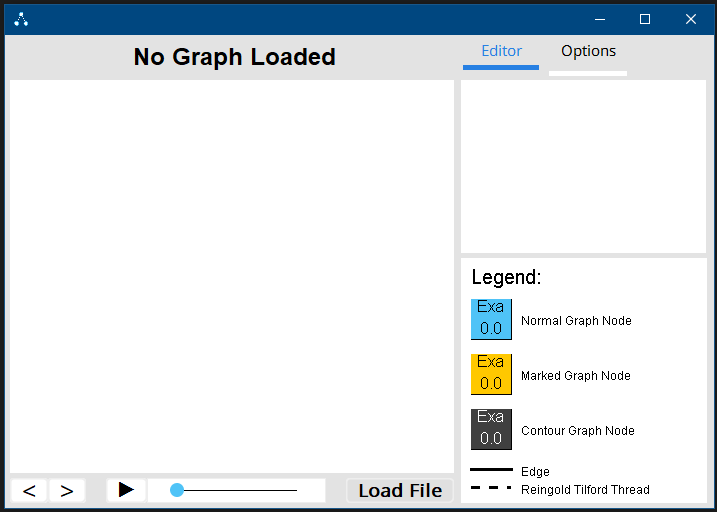 No Graph Loaded
Editor
Options
Legend:
Exa
0.0
Normal Graph Node
Exa
0.0
Marked Graph Node
Exa
0.0
Contour Graph Node
Edge
Reingold Tilford Thread
< >
Load File